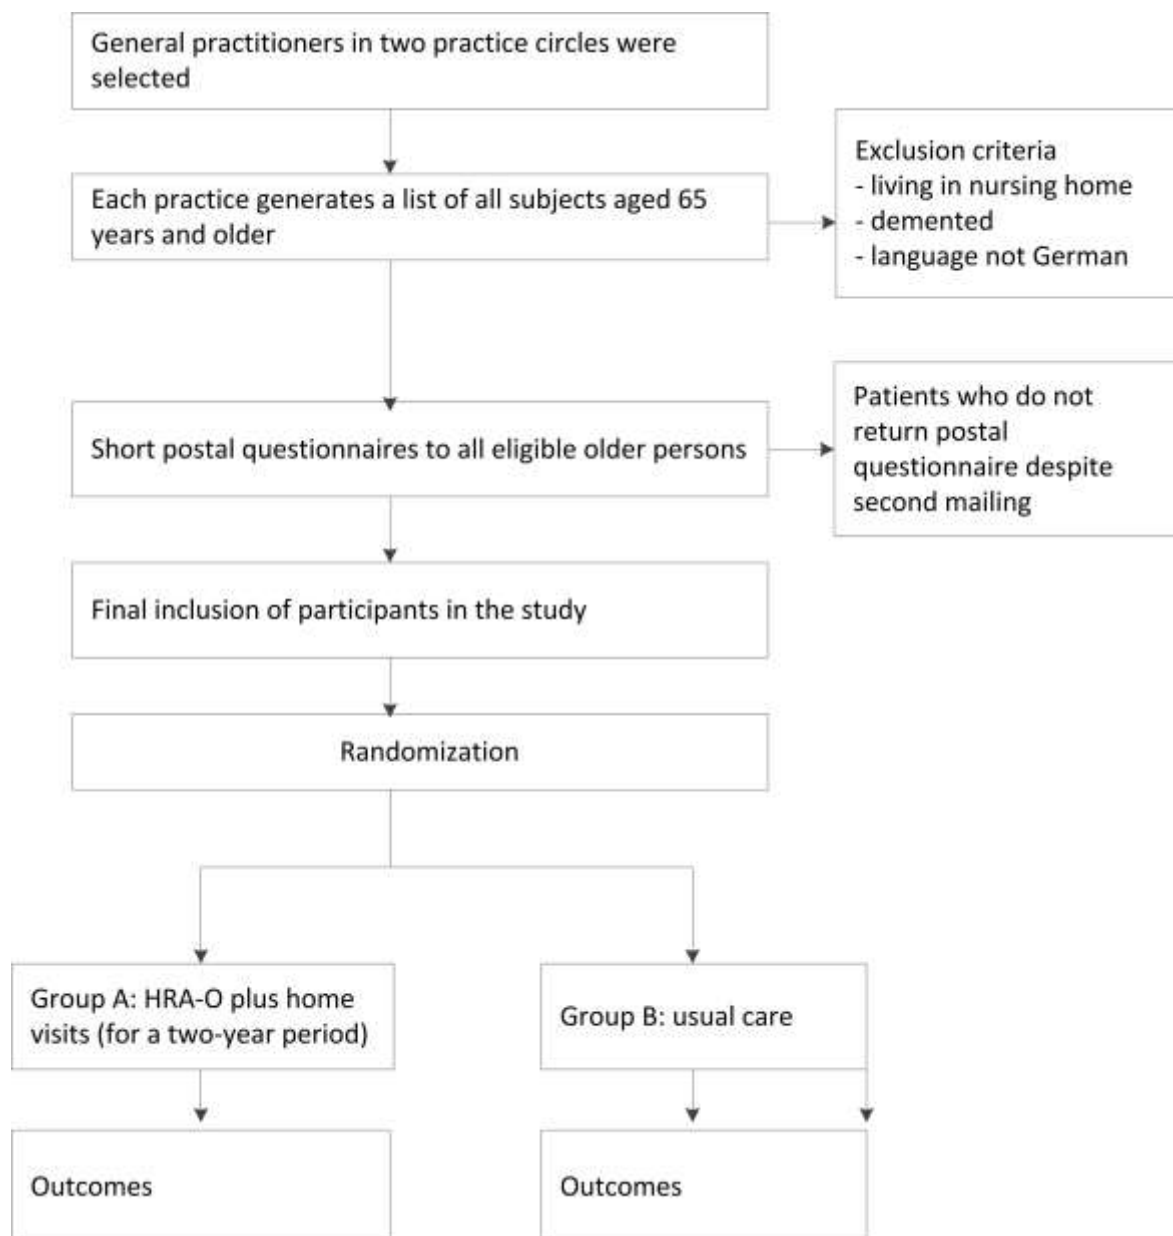 General practitioners in two practice circles were
selected
Each practice generates a list of all subjects aged 65
years and older
Exclusion criteria
- living in nursing home
- demented
- language not German
Short postal questionnaires to all eligible older persons
Patients who do not
return postal
questionnaire despite
second mailing
Final inclusion of participants in the study
Randomization
Group A: HRA-O plus home
visits (for a two-year period)
Group B: usual care
Outcomes
Outcomes